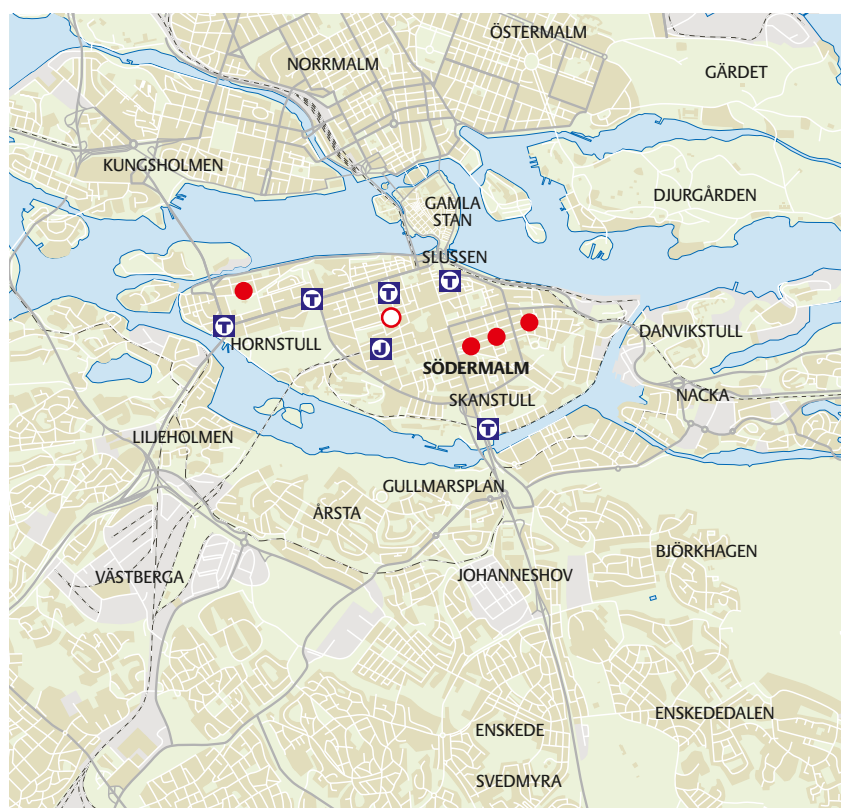 ÖSTERMALM
NORRMALM
GÄRDET
KUNGSHOLMEN
DJURGÅRDEN
GAMLA
STAN
SLUSSEN
T
T
T
T
HORNSTULL
DANVIKSTULL
J
SÖDERMALM
NACKA
SKANSTULL
T
LILJEHOLMEN
GULLMARSPLAN
ÅRSTA
BJÖRKHAGEN
VÄSTBERGA
JOHANNESHOV
ENSKEDEDALEN
ENSKEDE
SVEDMYRA